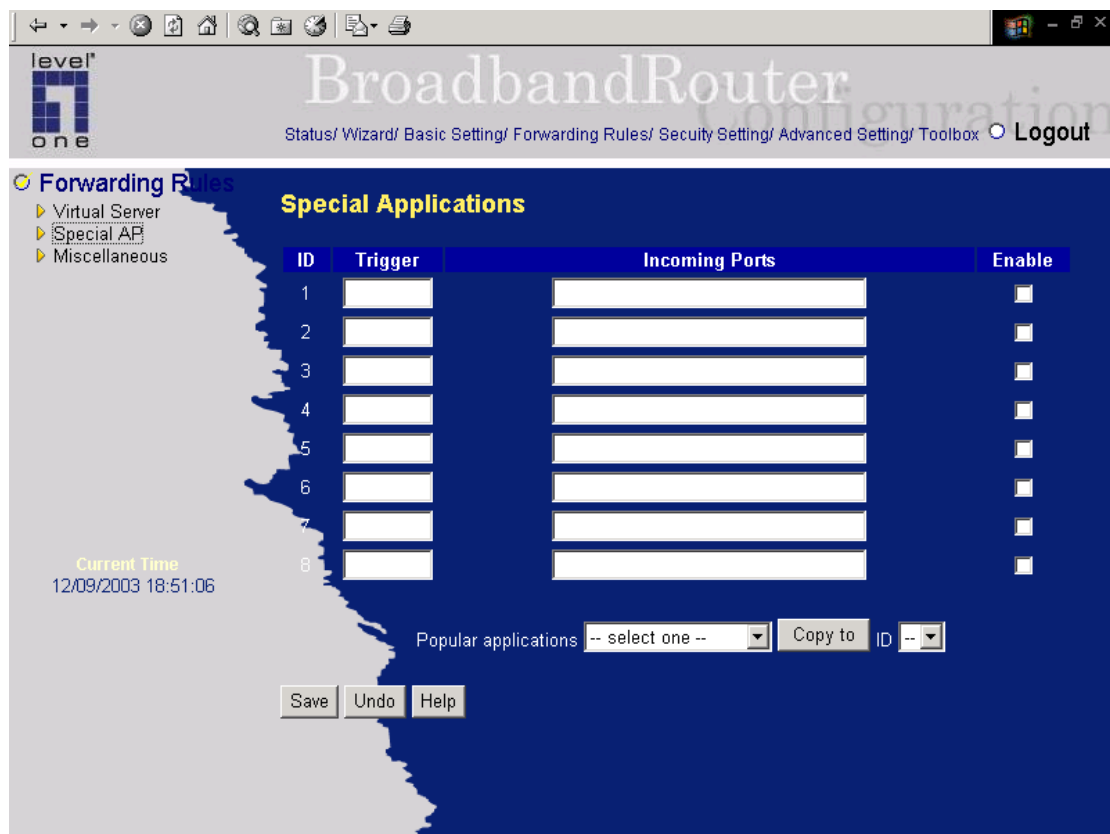 level*
one
BroadbandRouter
Configuration
Status/ Wizard/ Basic Setting/ Forwarding Rules/ Secuity Setting/ Advanced Setting/ Toolbox Logout
Forwarding Rules
Virtual Server
Special AP
Miscellaneous
Special Applications
ID Trigger Incoming Ports Enable
1
2
3
4
5
6
7
8
Current Time
12/09/2003 18:51:06
Popular applications -- select one -- Copy to ID --
Save Undo Help